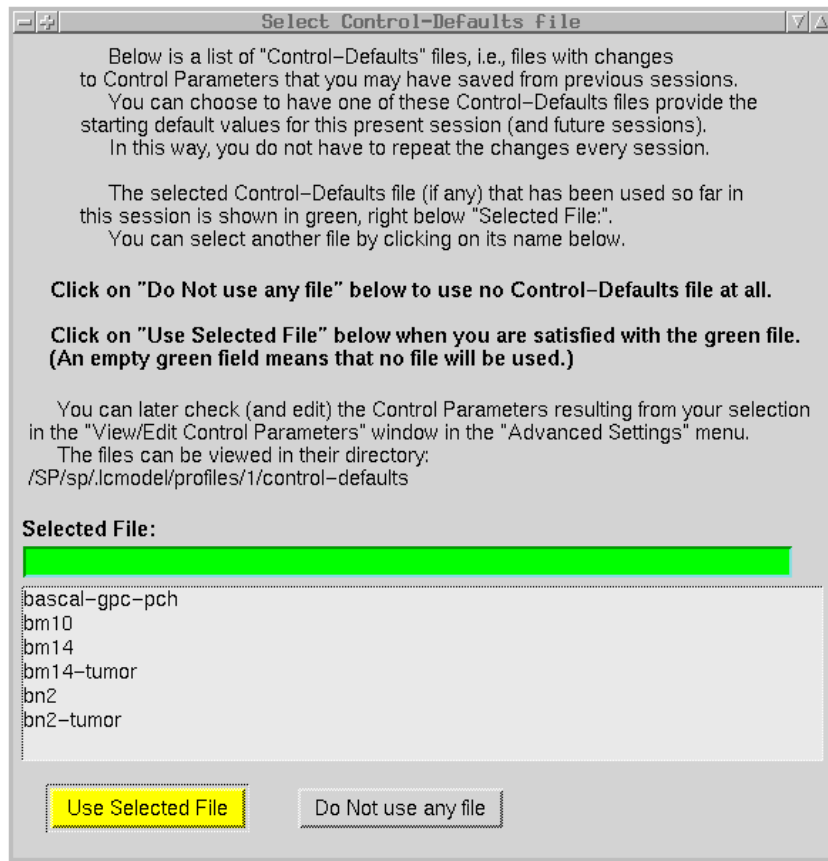 Select Control-Defaults file
Below is a list of "Control-Defaults" files, i.e., files with changes
to Control Parameters that you may have saved from previous sessions.
You can choose to have one of these Control-Defaults files provide the
starting default values for this present session (and future sessions).
In this way, you do not have to repeat the changes every session.
The selected Control-Defaults file (if any) that has been used so far in
this session is shown in green, right below "Selected File:".
You can select another file by clicking on its name below.
Click on "Do Not use any file" below to use no Control-Defaults file at all.
Click on "Use Selected File" below when you are satisfied with the green file.
(An empty green field means that no file will be used.)
You can later check (and edit) the Control Parameters resulting from your selection
in the "View/Edit Control Parameters" window in the "Advanced Settings" menu.
The files can be viewed in their directory:
/SP/sp/.lcmodel/profiles/1/control-defaults
Selected File:
bascal-gpc-pch
bm10
bm14
bm14-tumor
bn2
bn2-tumor
Use Selected File
Do Not use any file